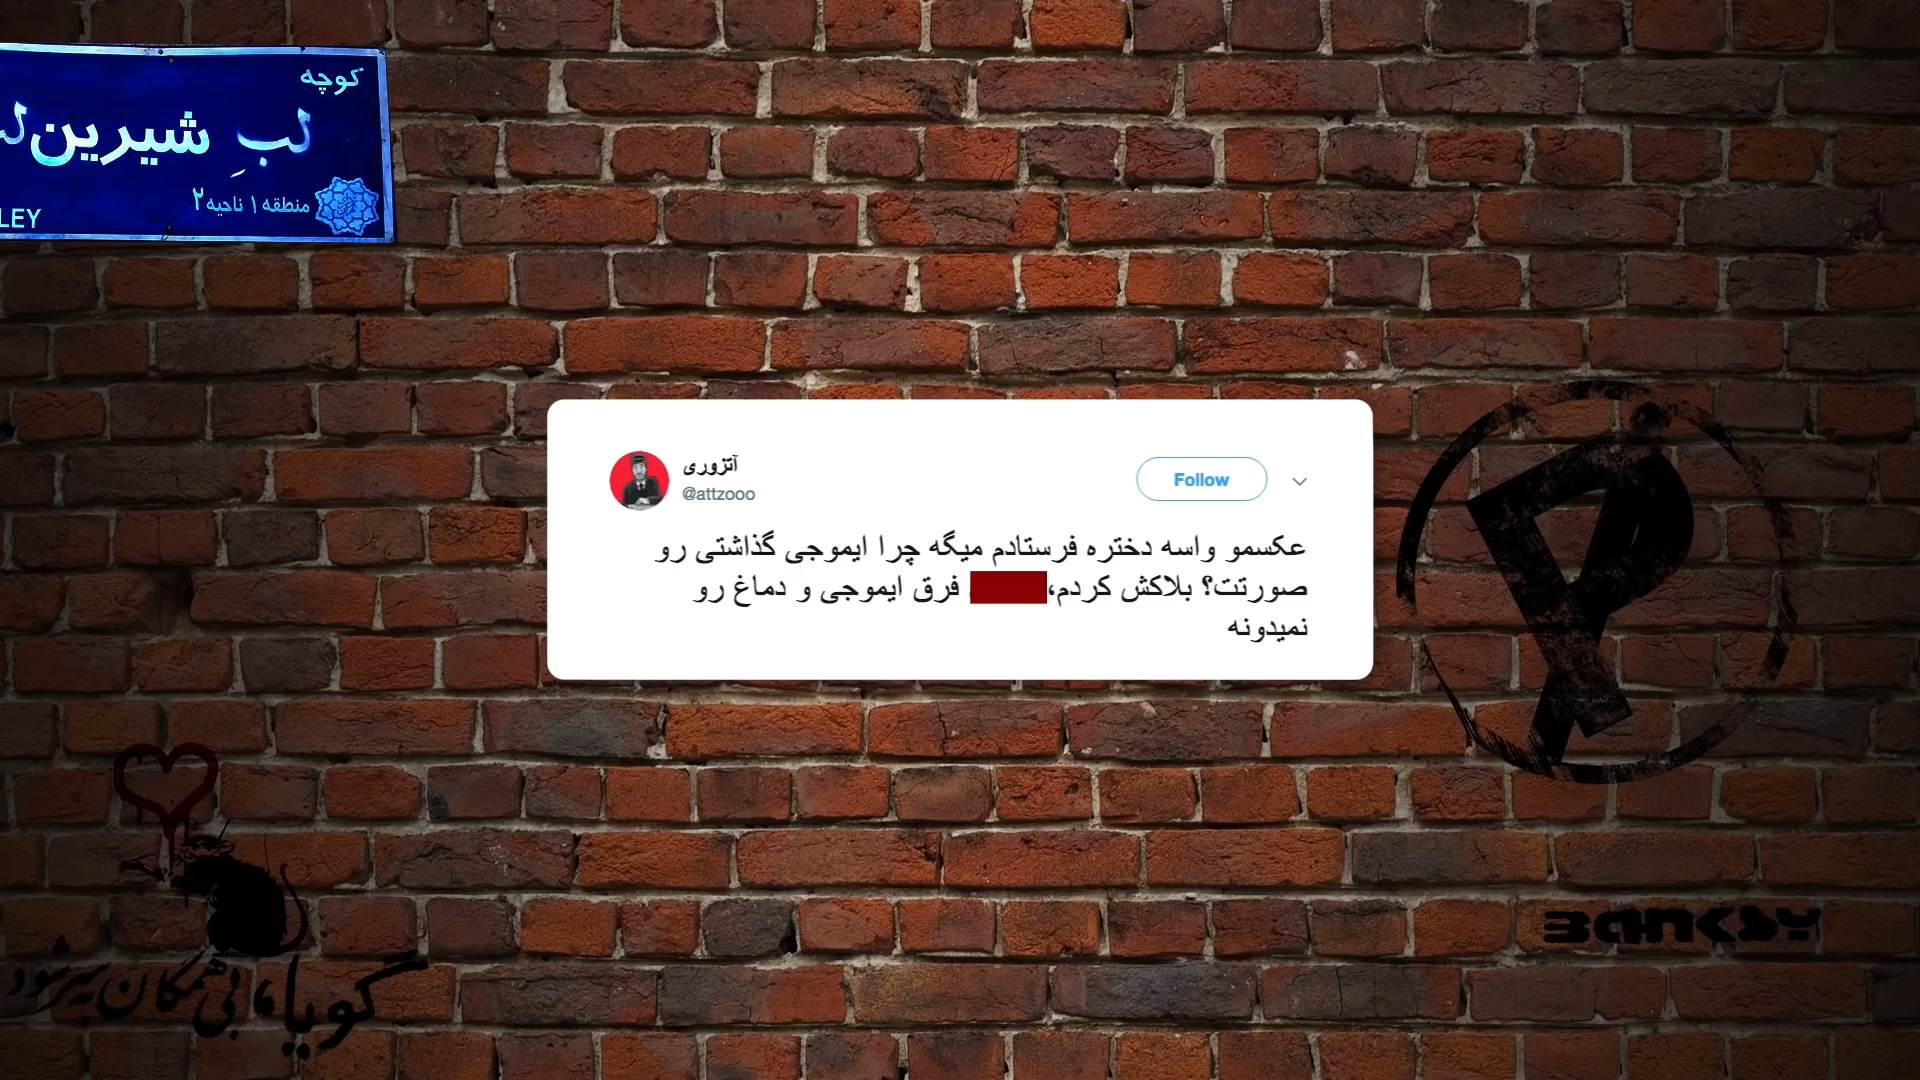 کوچه
لبِ شیرین
منطقه ۱ ناحیه ۲
LEY
آتزوری
@attzooo
Follow
عکسمو واسه دختره فرستادم میگه چرا ایموجی گذاشتی رو
صورتت؟ بلاکش کردم، فرق ایموجی و دماغ رو
نمیدونه
BANKSY
گویا، بی همگان به سر شود